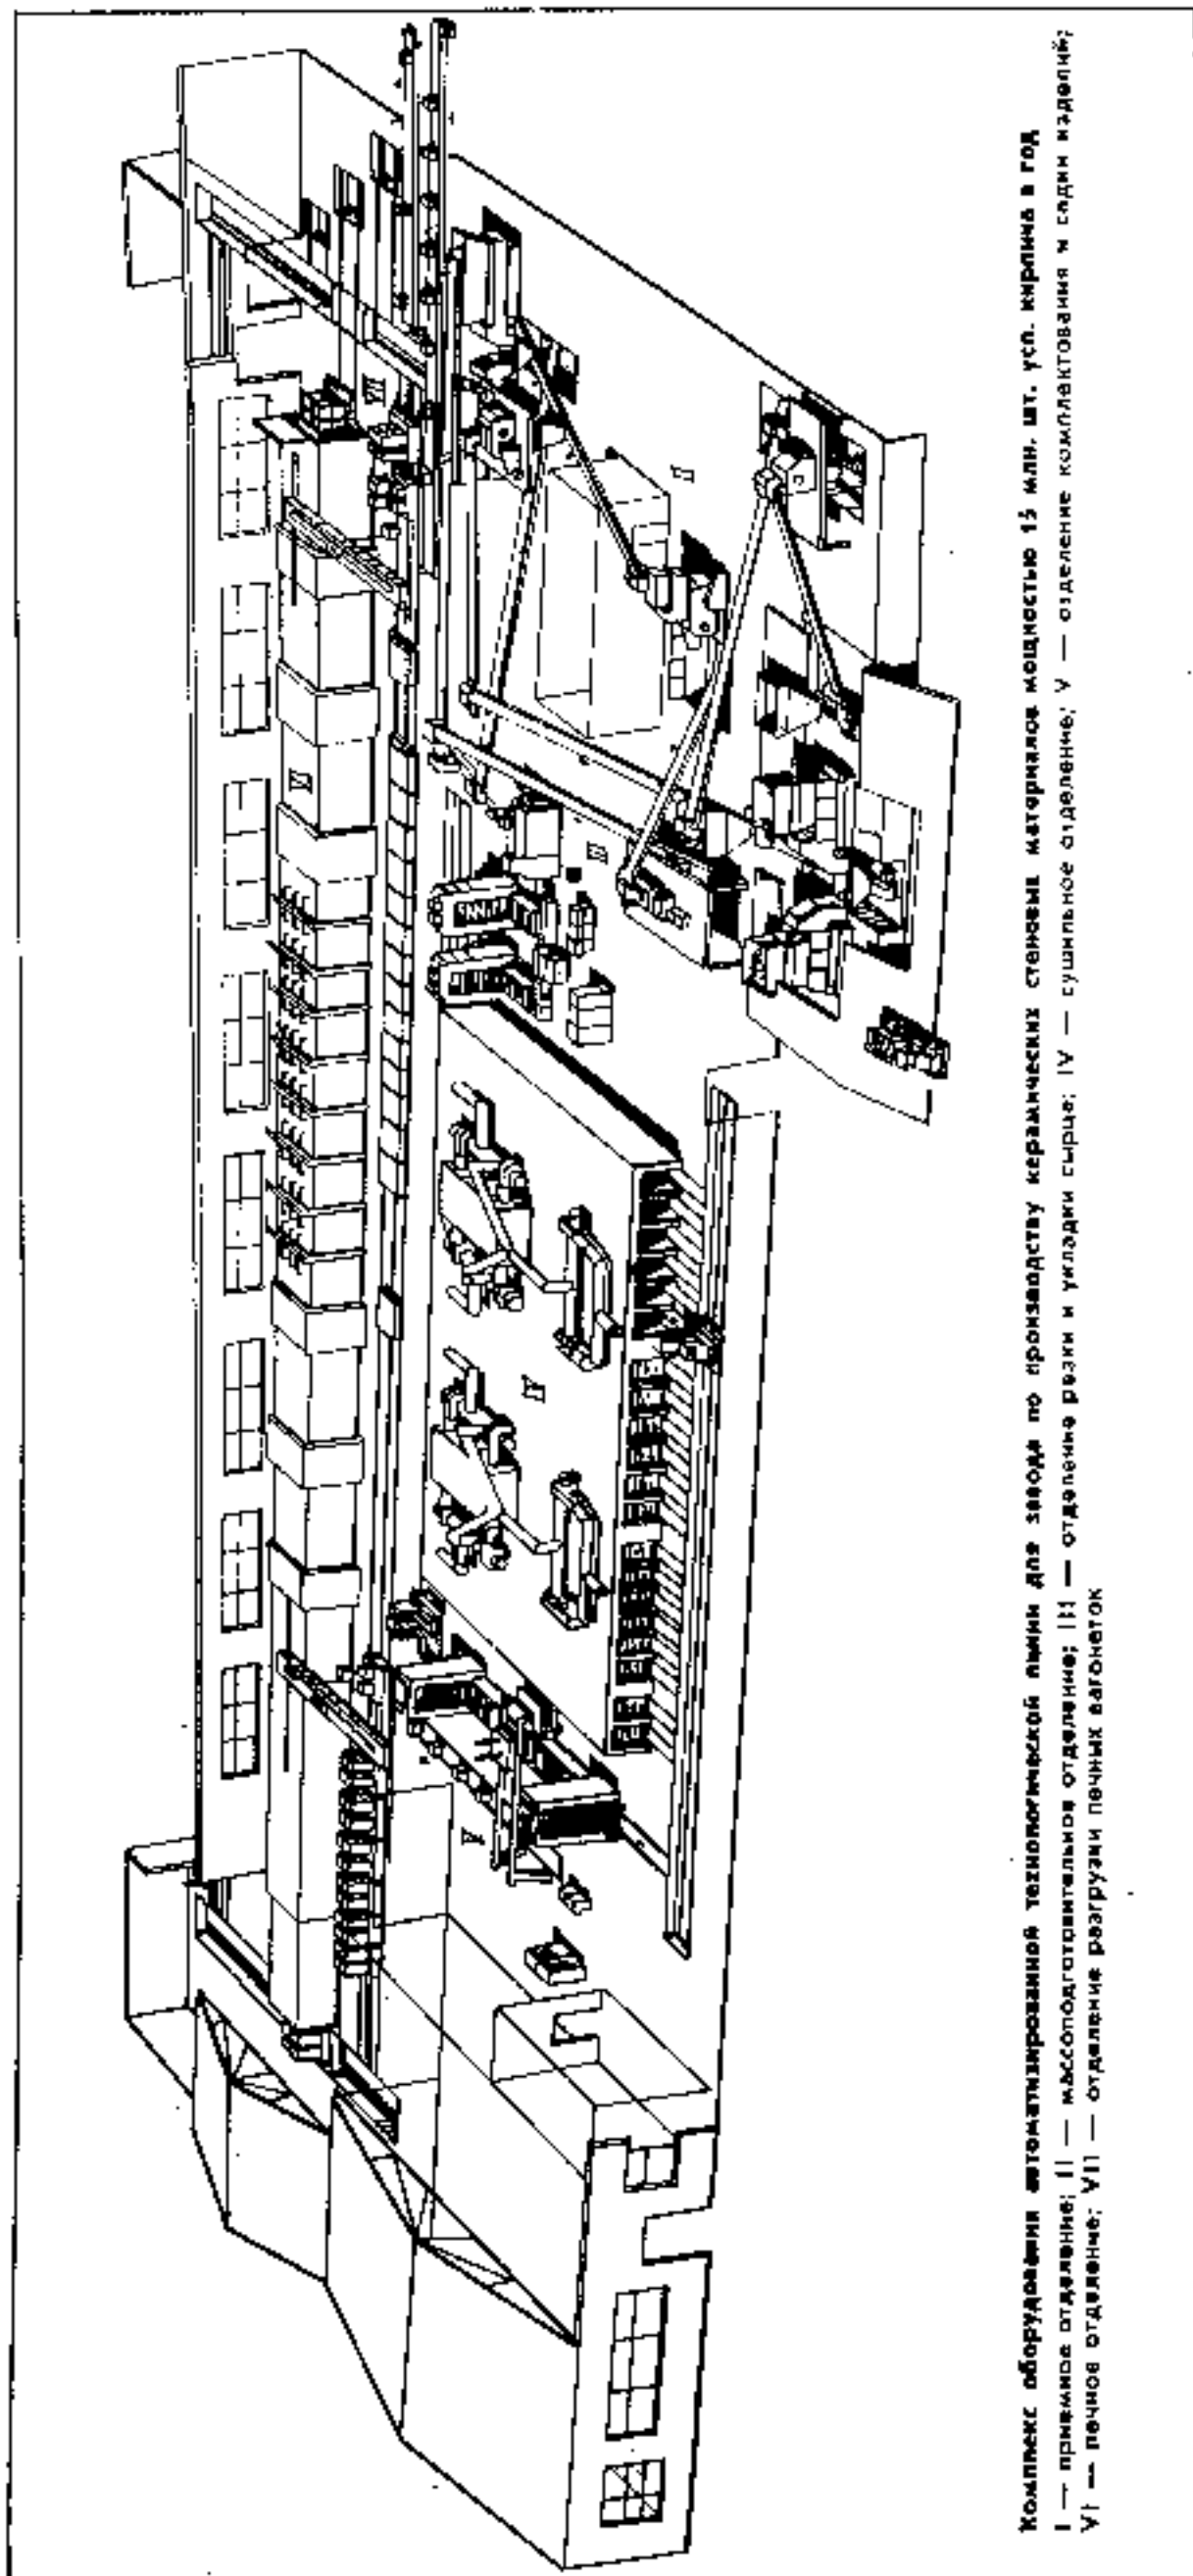 Комплекс оборудования автоматизированной технологической линии для завода по производству керамических стеновых материалов мощностью 15 млн. шт. усл. кирпича в год
I — приемное отделение; II — массоподготовительное отделение; III — отделение резки и укладки сырца; IV — сушильное отделение; V — отделение комплектования и садки изделий;
VI — печное отделение; VII — отделение разгрузки печных вагонеток